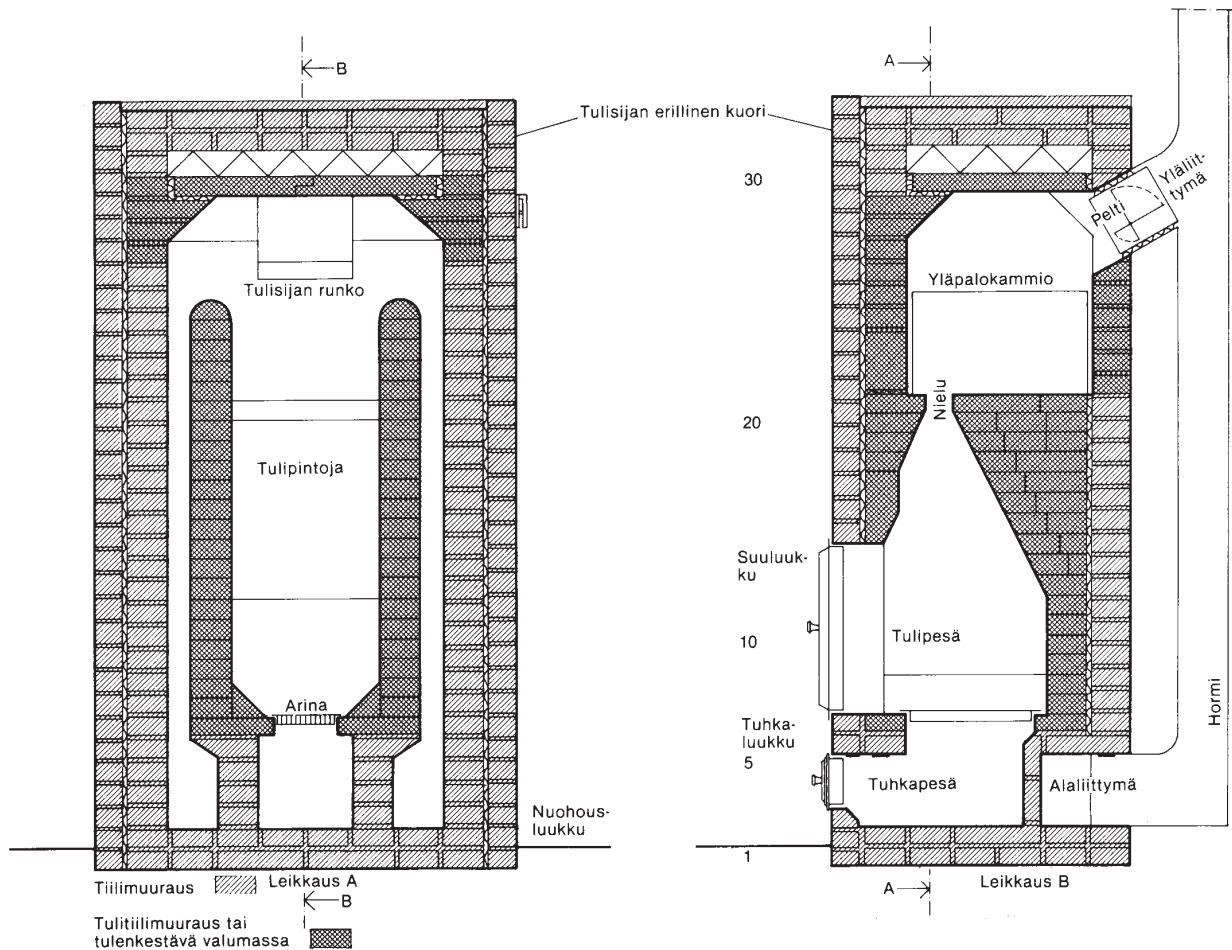 B
A
Tulisijan erillinen kuori
30
Pelti
Yläliit-
tymä
Tulisijan runko
Yläpalokammio
Nielu
20
Tulipintoja
Suuluuk-
ku
10
Tulipesä
Arina
Hormi
Tuhka-
luukku
5
Tuhkapesä
Alaliittymä
Nuohous-
luukku
1
Tiilimuuraus
Leikkaus A
A
Leikkaus B
B
Tulitiilimuuraus tai
tulenkestävä valumassa